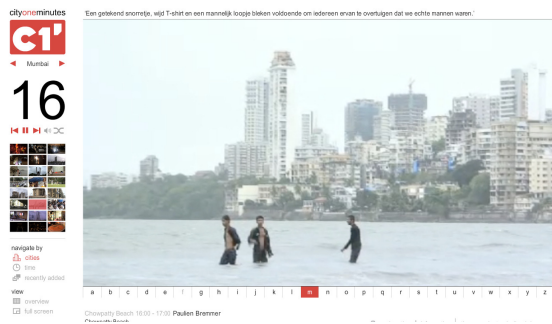 cityoneminutes
'Een getekend snorretje, wijd T-shirt en een mannelijk loopje bleken voldoende om iedereen ervan te overtuigen dat we echte mannen waren.'
C1'
Mumbai
16
navigate by
cities
time
recently added
view
overview
full screen
a b c d e f g h i j k l m n o p q r s t u v w x y z
Chowpatty Beach 16:00 - 17:00 Paulien Bremmer
Chowpatty Beach